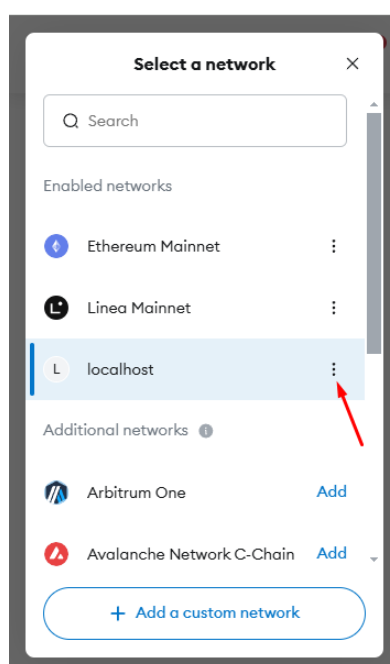 Select a network
Search
Enabled networks
Ethereum Mainnet
Linea Mainnet
L localhost
Additional networks
Arbitrum One Add
Avalanche Network C-Chain Add
+ Add a custom network